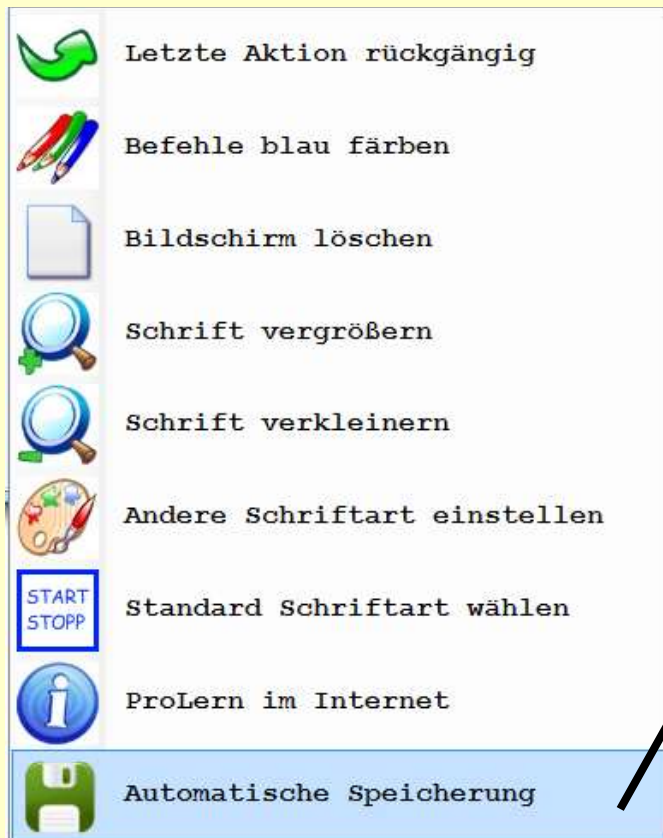 Letzte Aktion rückgängig
Befehle blau färben
Bildschirm löschen
Schrift vergrößern
Schrift verkleinern
Andere Schriftart einstellen
START
STOPP
Standard Schriftart wählen
i
ProLern im Internet
Automatische Speicherung